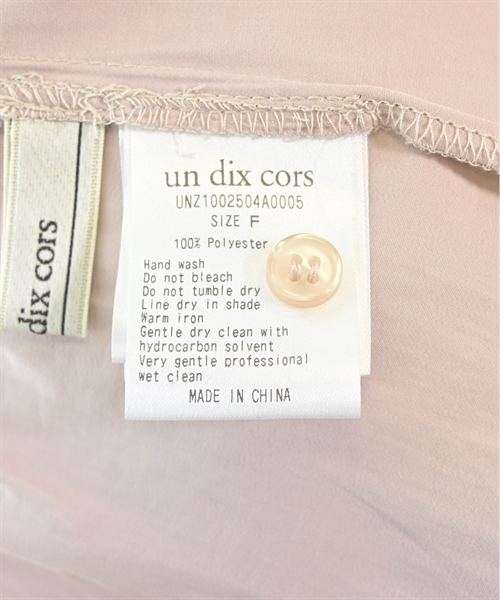 un dix cors
UNZ1002504A0005
SIZE F
100% Polyester
Hand wash
Do not bleach
Do not tumble dry
Line dry in shade
Warm iron
Gentle dry clean with
hydrocarbon solvent
Very gentle professional
wet clean
MADE IN CHINA
dix cors